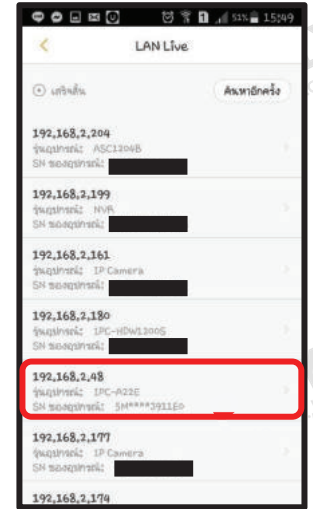 51% 15:49
LAN Live
เสร็จสิ้น ค้นหาอีกครั้ง
192,168,2,204
รุ่นอุปกรณ์: ASC1204B
SN ของอุปกรณ์:
192,168,2,199
รุ่นอุปกรณ์: NVR
SN ของอุปกรณ์:
192,168,2,161
รุ่นอุปกรณ์: IP Camera
SN ของอุปกรณ์:
192,168,2,180
รุ่นอุปกรณ์: IPC-HDW1200S
SN ของอุปกรณ์:
192,168,2,48
รุ่นอุปกรณ์: IPC-A22E
SN ของอุปกรณ์: 5H****3911E0
192,168,2,177
รุ่นอุปกรณ์: IP Camera
SN ของอุปกรณ์:
192,168,2,174